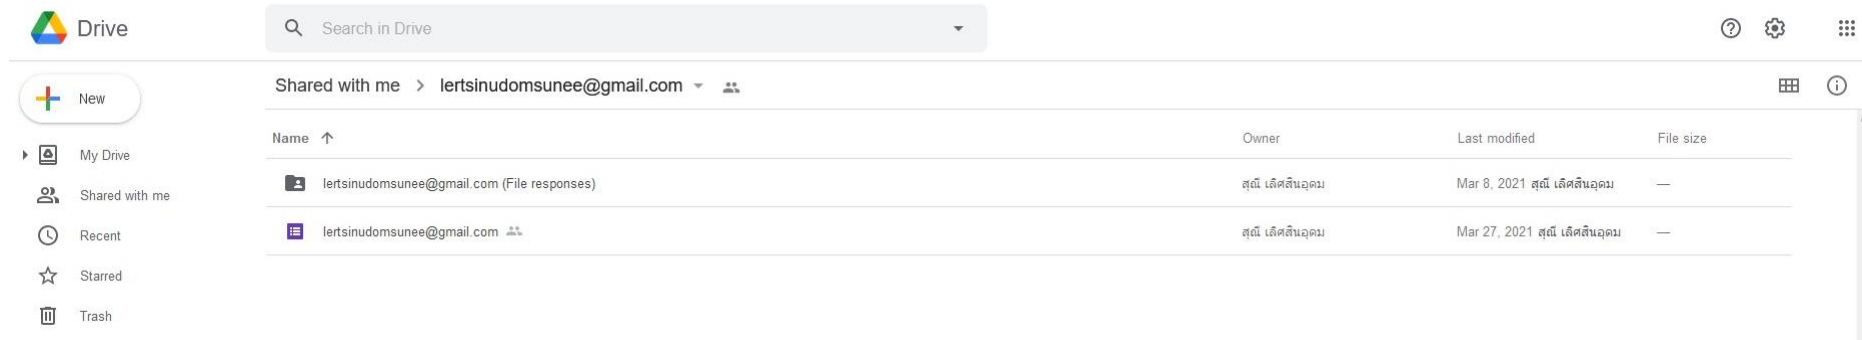 Drive
Search in Drive
New
Shared with me > lertsinudomsunee@gmail.com
Name Owner Last modified File size
My Drive
lertsinudomsunee@gmail.com (File responses) สุณี เลิศสินอุดม Mar 8, 2021 สุณี เลิศสินอุดม —
Shared with me
lertsinudomsunee@gmail.com สุณี เลิศสินอุดม Mar 27, 2021 สุณี เลิศสินอุดม —
Recent
Starred
Trash